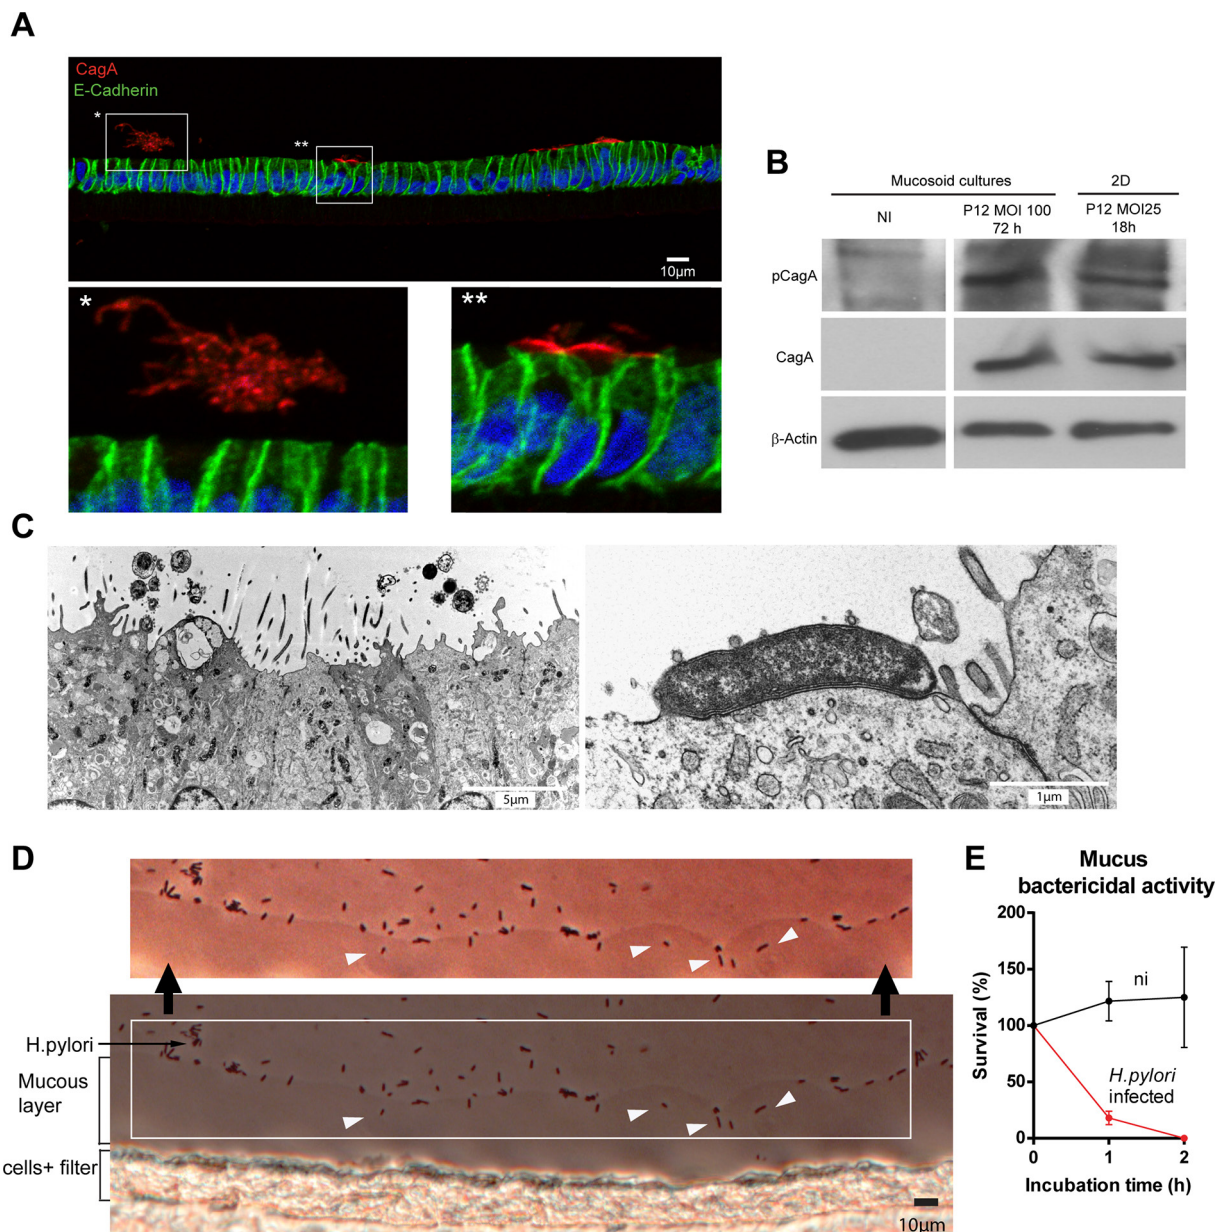 A
CagA
E-Cadherin
*
**
10µm
*
**
B
Mucosoid cultures
2D
NI
P12 MOI 100
72 h
P12 MOI25
18h
pCagA
CagA
β-Actin
C
5µm
1µm
D
H.pylori
Mucous
layer
cells+ filter
10µm
E
Mucus
bactericidal activity
Survival (%)
200
150
100
50
0
ni
H.pylori
infected
0
1
2
Incubation time (h)